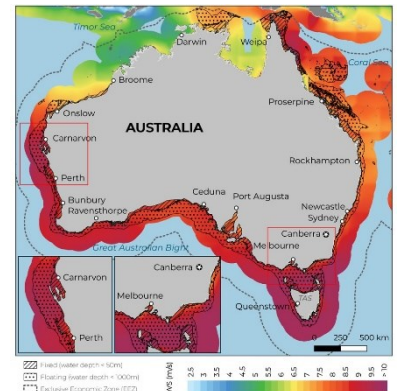 Timor Sea
Darwin
Weipa
Coral Sea
Broome
Proserpine
Onslow
AUSTRALIA
Carnarvon
Rockhampton
Perth
Ceduna
Port Augusta
Bunbury
Newcastle
Ravensthorpe
Sydney
Canberra
Great Australian Bight
Melbourne
Carnarvon
Canberra
Melbourne
Queenstown
TAS
Perth
0 250 500 km
Fixed (water depth < 50m)
Floating (water depth < 1000m)
Exclusive Economic Zone (EEZ)
WS [m/s]
2.5
3
3.5
4
4.5
5
5.5
6
6.5
7
7.5
8
8.5
9
9.5
> 10